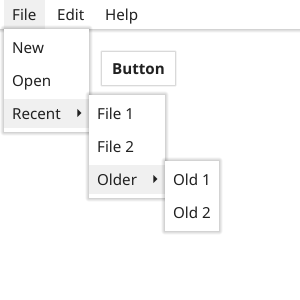 File Edit Help
New
Open
Button
Recent
File 1
File 2
Older
Old 1
Old 2